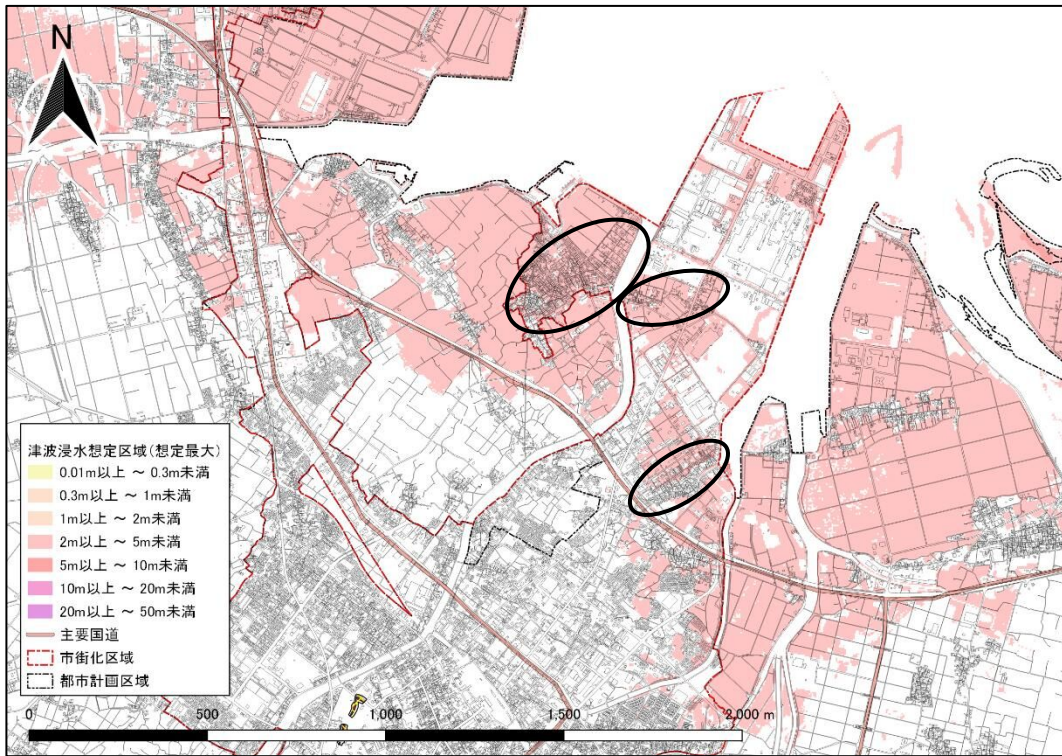 N
津波浸水想定区域(想定最大)
0.01m以上 ～ 0.3m未満
0.3m以上 ～ 1m未満
1m以上 ～ 2m未満
2m以上 ～ 5m未満
5m以上 ～ 10m未満
10m以上 ～ 20m未満
20m以上 ～ 50m未満
主要国道
市街化区域
都市計画区域
0 500 1,000 1,500 2,000 m